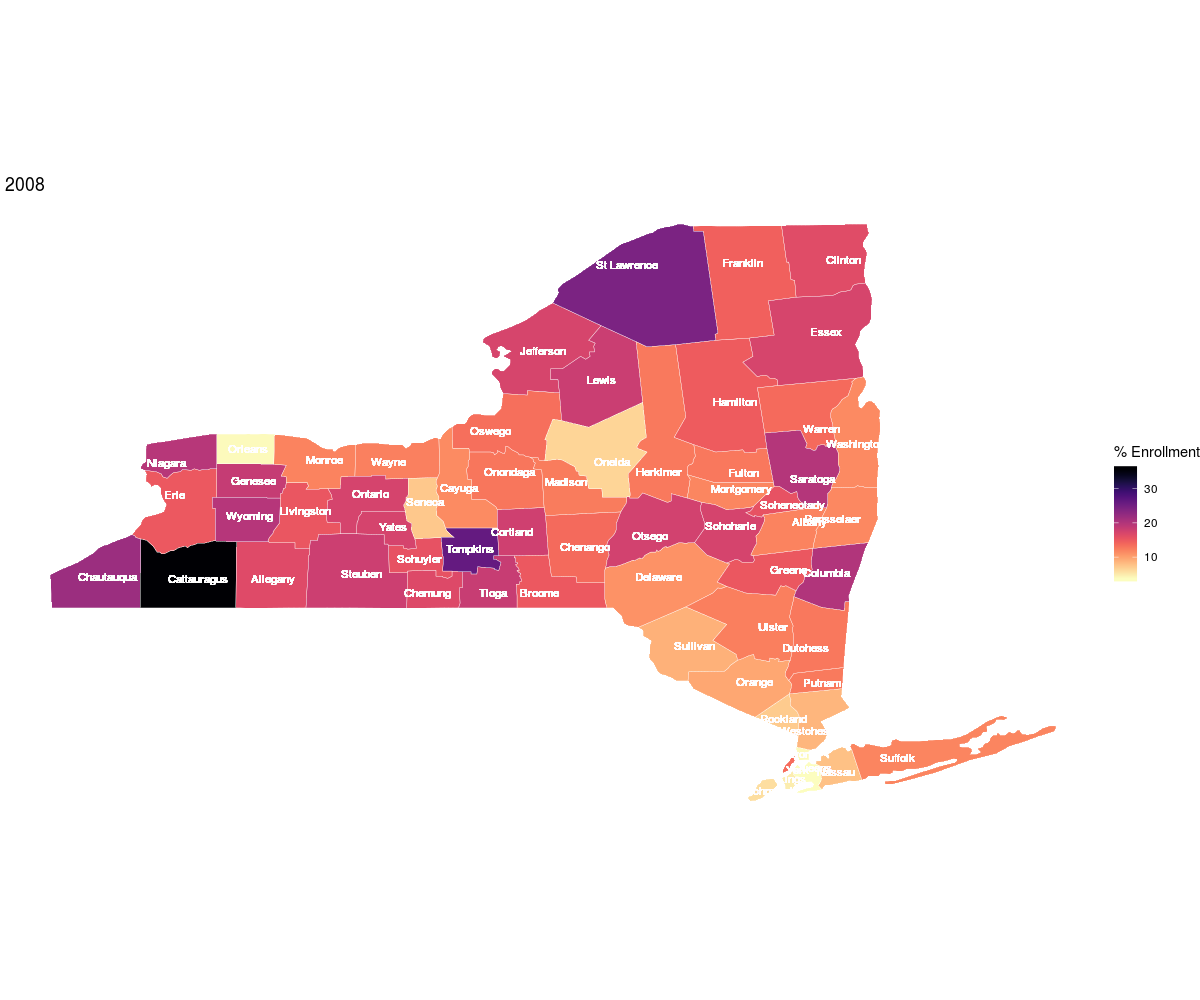 2008
St Lawrence
Franklin
Clinton
Essex
Jefferson
Lewis
Hamilton
Warren
Washingto
Oswego
Oneida
Herkimer
Fulton
Saratoga
Montgomery
Niagara
Orleans
Monroe
Wayne
Onondaga
Madison
Cayuga
Genesee
Erie
Ontario
Seneca
Schenectady
Wyoming
Livingston
Yates
Cortland
Otsego
Schoharie
Albany
Rensselaer
Tompkins
Chenango
Schuyler
Chautauqua
Cattaraugus
Allegany
Steuben
Chemung
Tioga
Broome
Delaware
Greene
Columbia
Ulster
Sullivan
Dutchess
Orange
Putnam
Rockland
Westches
Suffolk
% Enrollment
30
20
10